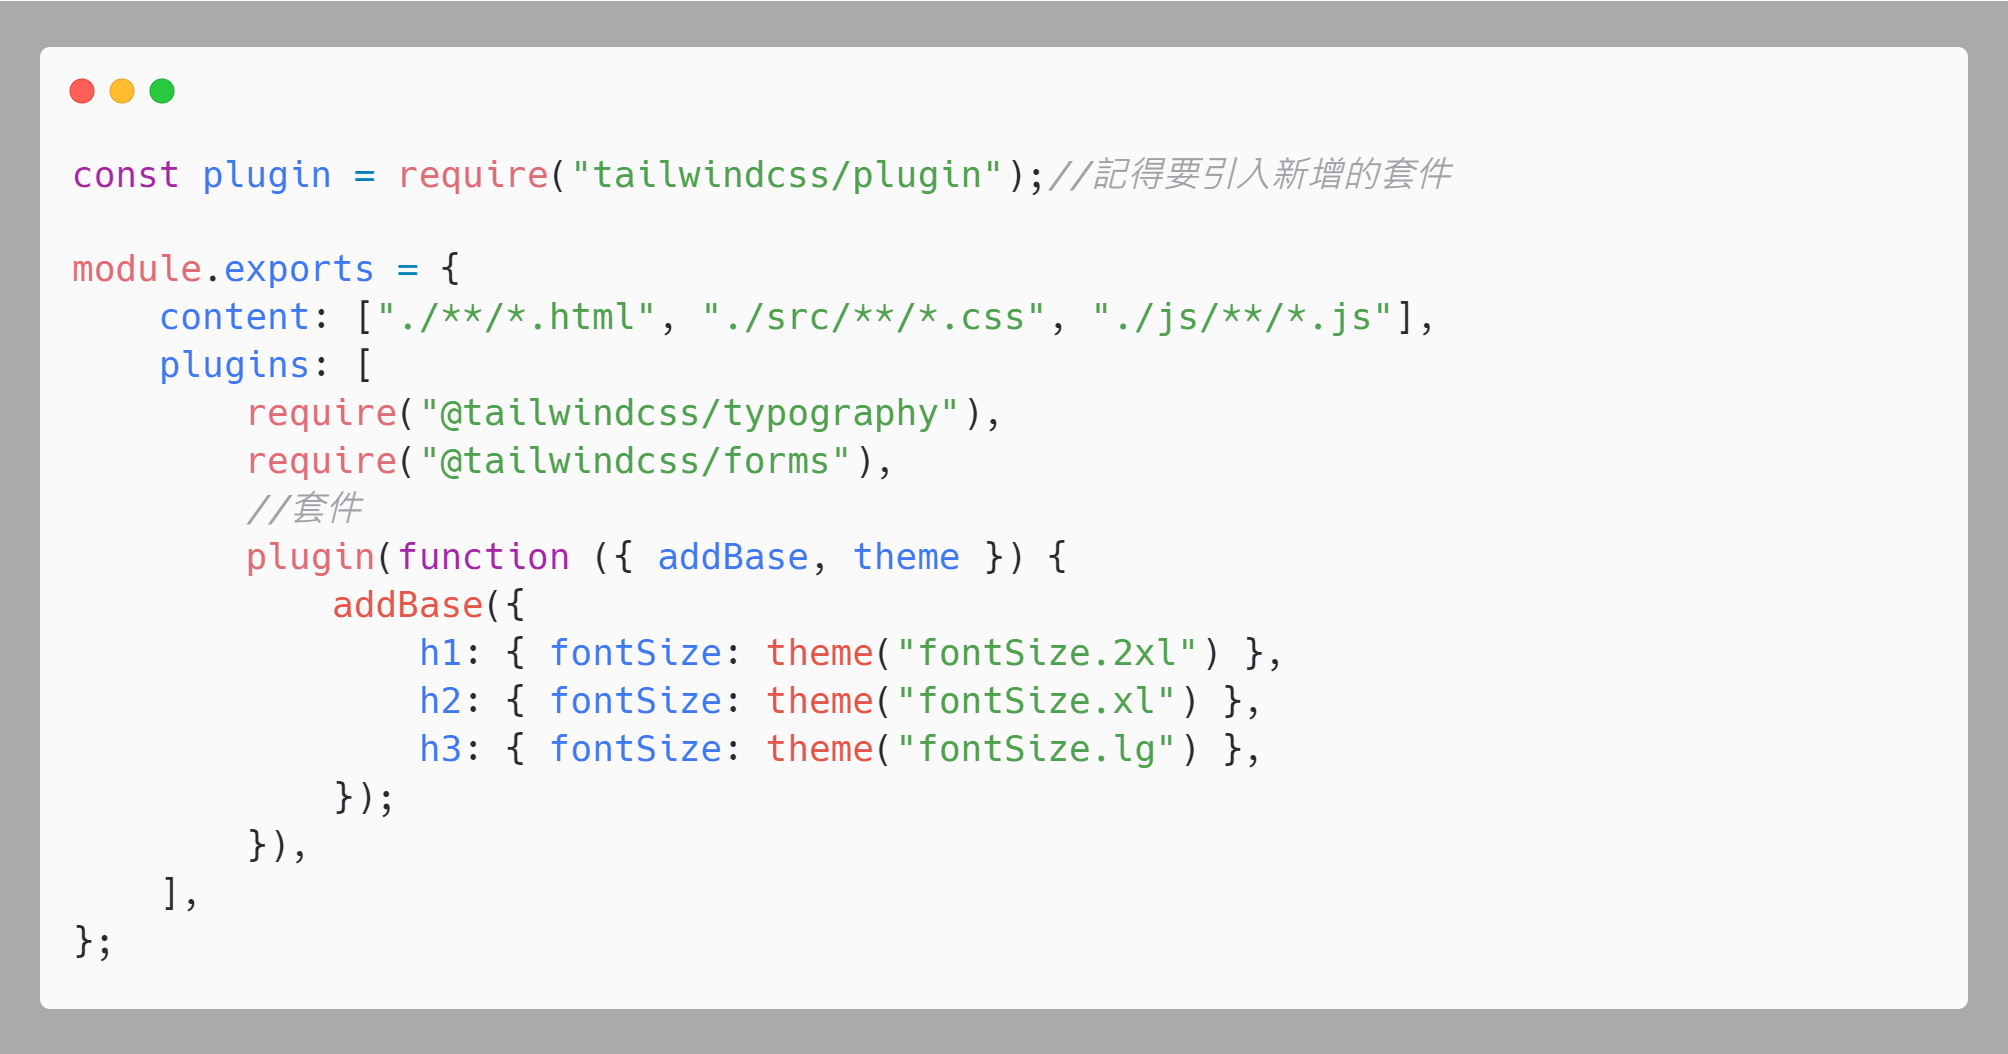 const plugin = require("tailwindcss/plugin");//記得要引入新增的套件
module.exports = {
content: ["./**/*.html", "./src/**/*.css", "./js/**/*.js"],
plugins: [
require("@tailwindcss/typography"),
require("@tailwindcss/forms"),
//套件
plugin(function ({ addBase, theme }) {
addBase({
h1: { fontSize: theme("fontSize.2xl") },
h2: { fontSize: theme("fontSize.xl") },
h3: { fontSize: theme("fontSize.lg") },
});
}),
],
};